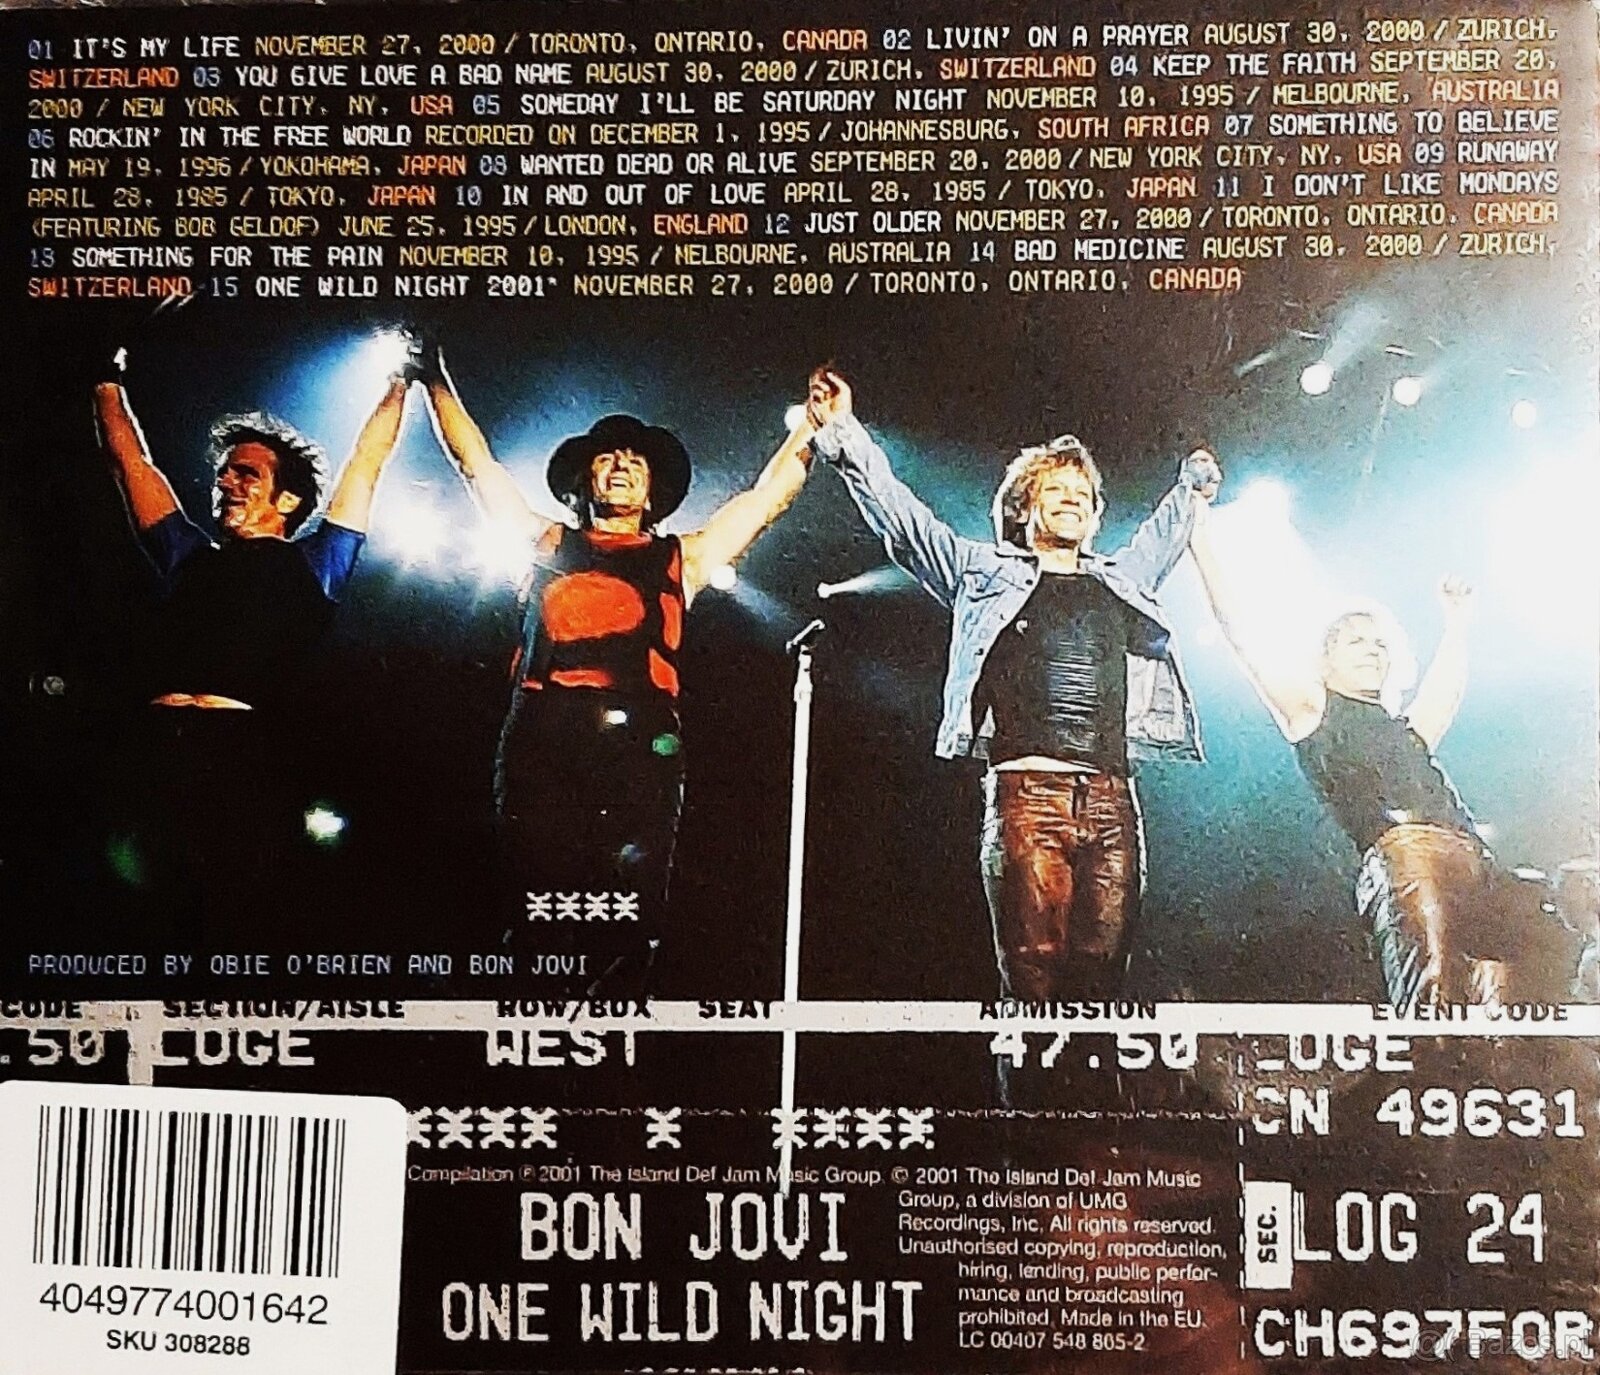 01 IT'S MY LIFE NOVEMBER 27, 2000 / TORONTO, ONTARIO, CANADA 02 LIVIN' ON A PRAYER AUGUST 30, 2000 / ZURICH,
SWITZERLAND 03 YOU GIVE LOVE A BAD NAME AUGUST 30, 2000 / ZURICH, SWITZERLAND 04 KEEP THE FAITH SEPTEMBER 20,
2000 / NEW YORK CITY, NY, USA 05 SOMEDAY I'LL BE SATURDAY NIGHT NOVEMBER 10, 1995 / MELBOURNE, AUSTRALIA
06 ROCKIN' IN THE FREE WORLD RECORDED ON DECEMBER 1, 1995 / JOHANNESBURG, SOUTH AFRICA 07 SOMETHING TO BELIEVE
IN MAY 19, 1996 / YOKOHAMA, JAPAN 08 WANTED DEAD OR ALIVE SEPTEMBER 20, 2000 / NEW YORK CITY, NY, USA 09 RUNAWAY
APRIL 28, 1985 / TOKYO, JAPAN 10 IN AND OUT OF LOVE APRIL 28, 1985 / TOKYO, JAPAN 11 I DON'T LIKE MONDAYS
(FEATURING BOB GELDOF) JUNE 25, 1995 / LONDON, ENGLAND 12 JUST OLDER NOVEMBER 27, 2000 / TORONTO, ONTARIO, CANADA
13 SOMETHING FOR THE PAIN NOVEMBER 10, 1995 / MELBOURNE, AUSTRALIA 14 BAD MEDICINE AUGUST 30, 2000 / ZURICH,
SWITZERLAND 15 ONE WILD NIGHT 2001* NOVEMBER 27, 2000 / TORONTO, ONTARIO, CANADA
****
PRODUCED BY OBIE O'BRIEN AND BON JOVI
CODE SECTION/AISLE ROW/BOX SEAT ADMISSION EVENT CODE
.50 LOGE WEST 47.50 LOGE
CN 49631
**** * ****
Compilation ℗ 2001 The Island Def Jam Music Group. © 2001 The Island Def Jam Music
Group, a division of UMG
Recordings, Inc. All rights reserved.
Unauthorised copying, reproduction,
hiring, lending, public perfor-
mance and broadcasting
prohibited. Made in the EU.
LC 00407 548 865-2
BON JOVI
ONE WILD NIGHT
SEC.
LOG 24
CH697FOR
4049774001642
SKU 308288
Bazos.pl